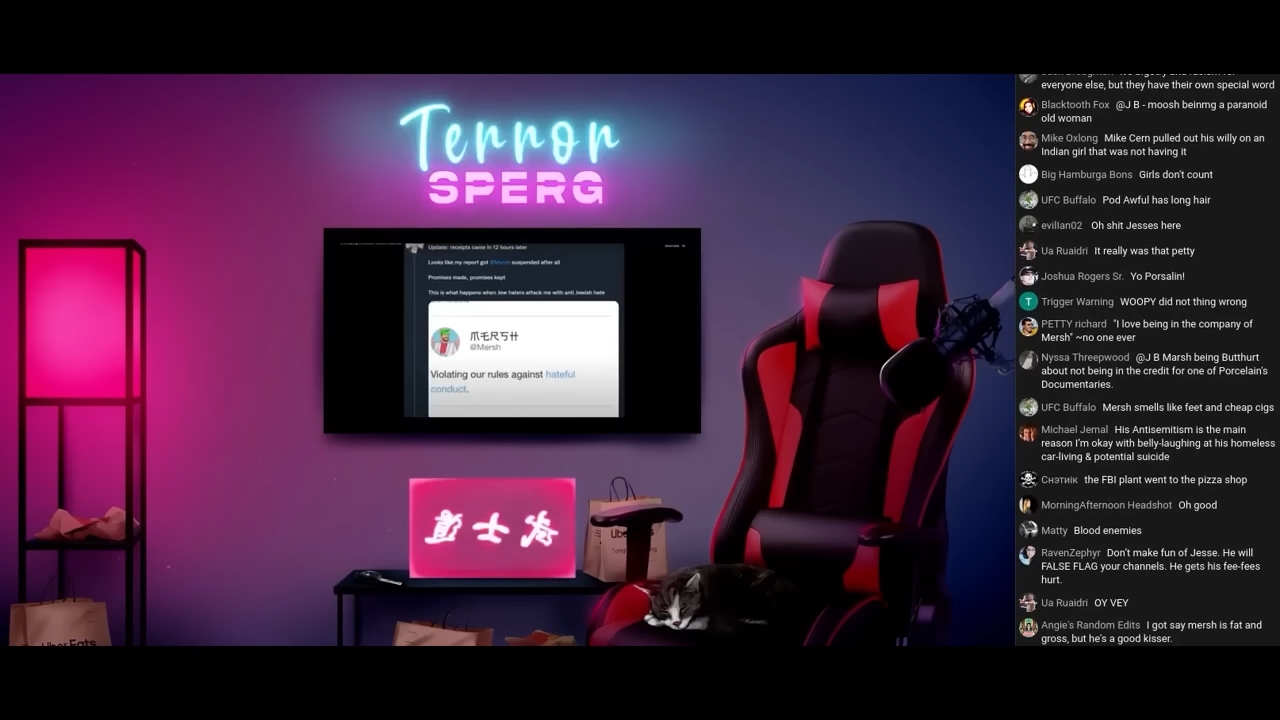 Terror
SPERG
Update: receipts came in 12 hours later
Looks like my report got @Mersh suspended after all
Promises made, promises kept
This is what happens when Jew haters attack me with anti Jewish hate
爪乇尺丂卄
@Mersh
Violating our rules against hateful
conduct.
道士友
Uber
Uber Eats
everyone else, but they have their own special word
Blacktooth Fox @J B - moosh beinmg a paranoid
old woman
Mike Oxlong Mike Cern pulled out his willy on an
Indian girl that was not having it
Big Hamburga Bons Girls don't count
UFC Buffalo Pod Awful has long hair
evillan02 Oh shit Jesses here
Ua Ruaidri It really was that petty
Joshua Rogers Sr. Yo Porsalin!
T Trigger Warning WOOPY did not thing wrong
PETTY richard "I love being in the company of
Mersh" ~no one ever
Nyssa Threepwood @J B Marsh being Butthurt
about not being in the credit for one of Porcelain's
Documentaries.
UFC Buffalo Mersh smells like feet and cheap cigs
Michael Jemal His Antisemitism is the main
reason I'm okay with belly-laughing at his homeless
car-living & potential suicide
Снэтиік the FBI plant went to the pizza shop
MorningAfternoon Headshot Oh good
Matty Blood enemies
RavenZephyr Don't make fun of Jesse. He will
FALSE FLAG your channels. He gets his fee-fees
hurt.
Ua Ruaidri OY VEY
Angie's Random Edits I got say mersh is fat and
gross, but he's a good kisser.